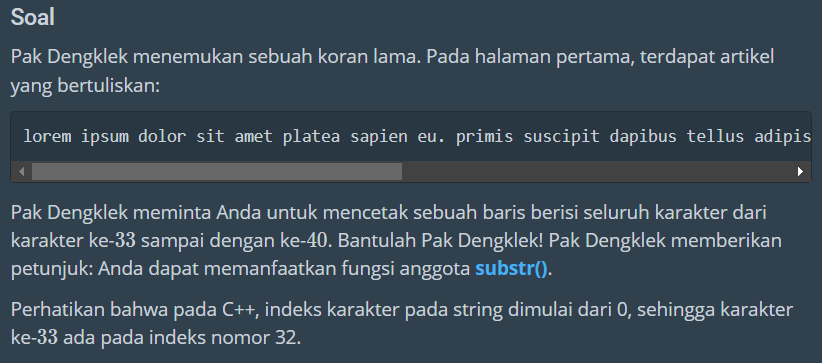 Soal
Pak Dengklek menemukan sebuah koran lama. Pada halaman pertama, terdapat artikel
yang bertuliskan:
lorem ipsum dolor sit amet platea sapien eu. primis suscipit dapibus tellus adipis
Pak Dengklek meminta Anda untuk mencetak sebuah baris berisi seluruh karakter dari
karakter ke-33 sampai dengan ke-40. Bantulah Pak Dengklek! Pak Dengklek memberikan
petunjuk: Anda dapat memanfaatkan fungsi anggota substr().
Perhatikan bahwa pada C++, indeks karakter pada string dimulai dari 0, sehingga karakter
ke-33 ada pada indeks nomor 32.